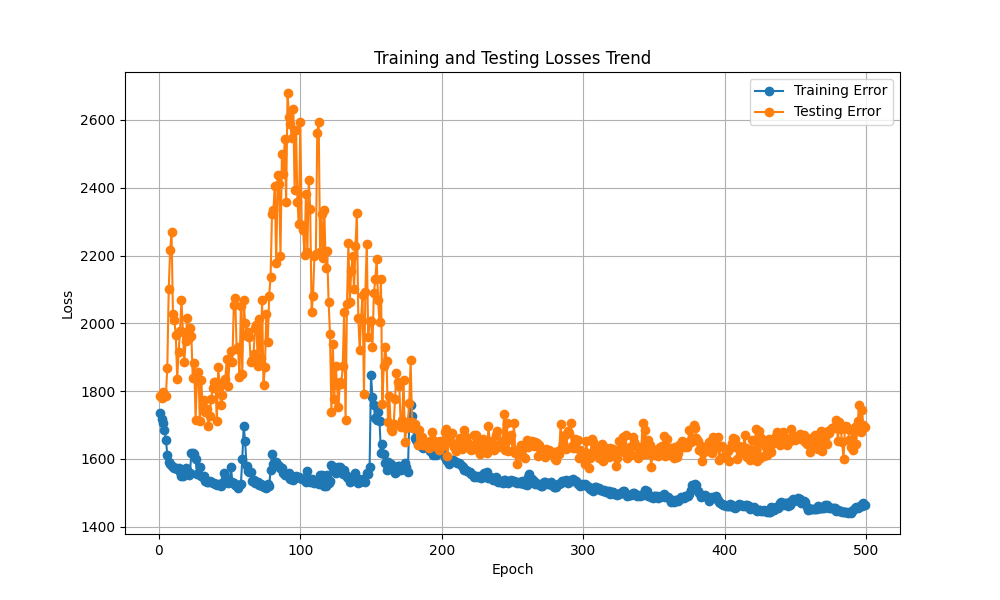 Training and Testing Losses Trend
Training Error
Testing Error
2600
2400
2200
2000
1800
1600
1400
Loss
0 100 200 300 400 500
Epoch